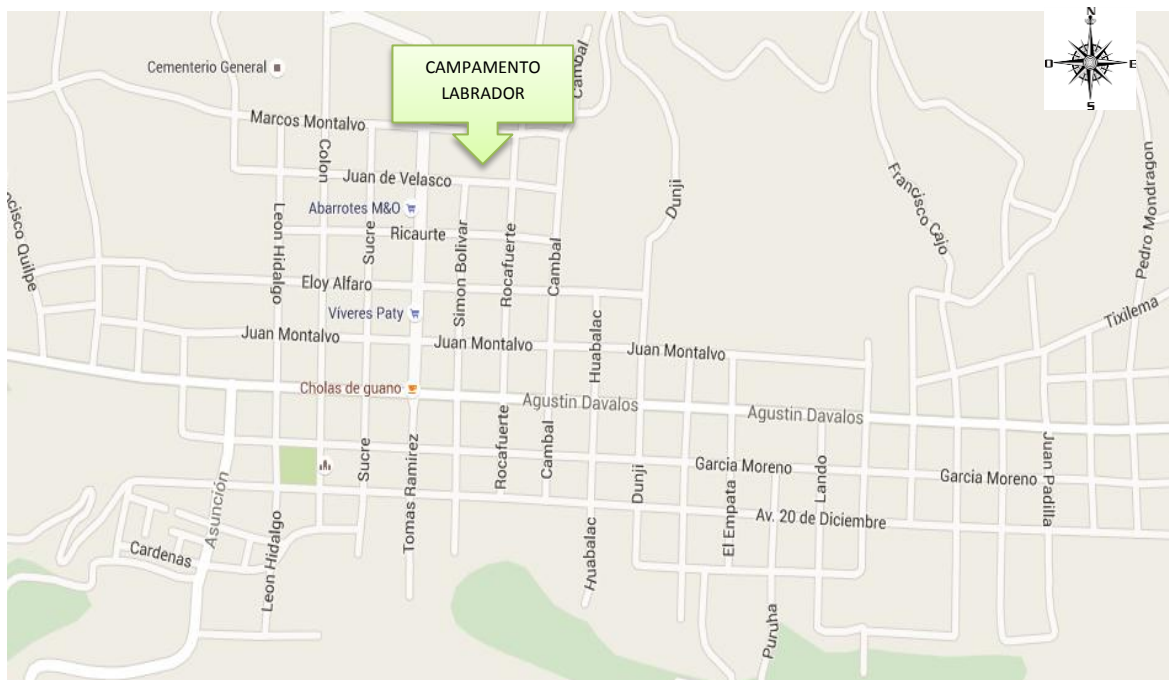 N
O
E
S
CAMPAMENTO
LABRADOR
Cementerio General
Cambal
Marcos Montalvo
Colon
Juan de Velasco
Dunji
Francisco Cajo
Pedro Mondragon
Abarrotes M&O
Leon Hidalgo
Sucre
Ricaurte
Simon Bolivar
Rocafuerte
Cambal
Quilpe
Eloy Alfaro
Víveres Paty
Tixilema
Juan Montalvo
Juan Montalvo
Huabalac
Juan Montalvo
Cholas de guano
Agustin Davalos
Agustin Davalos
Sucre
Tomas Ramirez
Rocafuerte
Cambal
Dunji
Garcia Moreno
Lando
Garcia Moreno
Juan Padilla
Asunción
El Empata
Av. 20 de Diciembre
Cardenas
Leon Hidalgo
Huabalac
Puruha